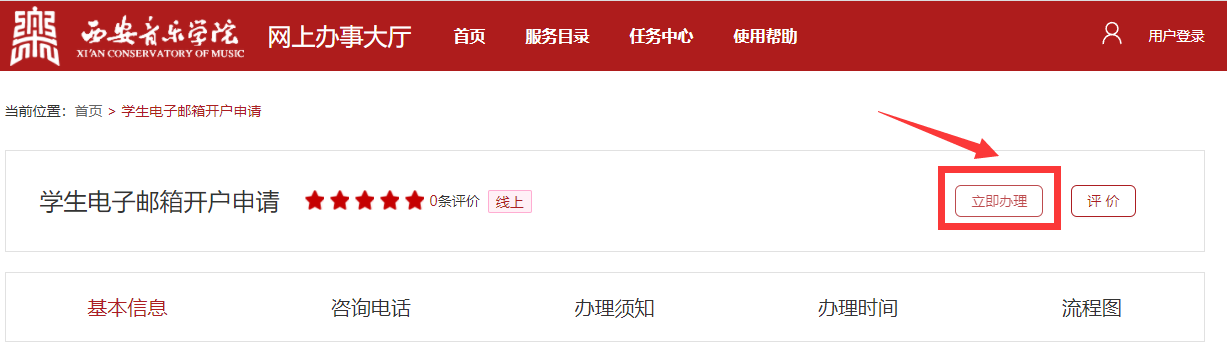 西安音乐学院 网上办事大厅 首页 服务目录 任务中心 使用帮助 用户登录
XI'AN CONSERVATORY OF MUSIC
当前位置：首页 > 学生电子邮箱开户申请
学生电子邮箱开户申请 0条评价 线上 立即办理 评 价
基本信息 咨询电话 办理须知 办理时间 流程图